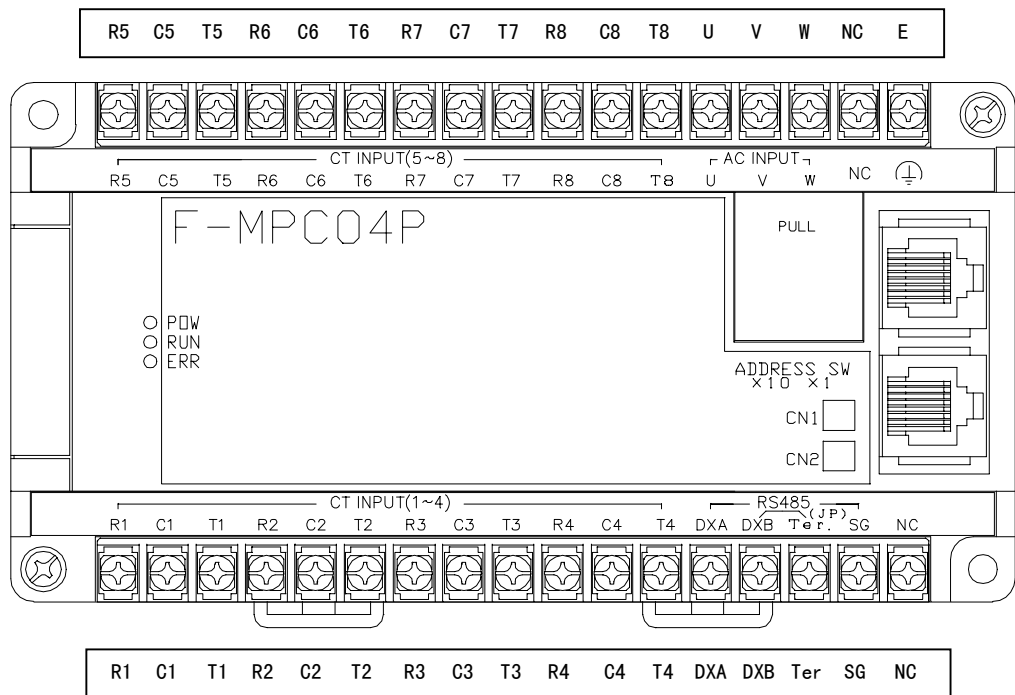 R5 C5 T5 R6 C6 T6 R7 C7 T7 R8 C8 T8 U V W NC E
CT INPUT(5~8) AC INPUT
R5 C5 T5 R6 C6 T6 R7 C7 T7 R8 C8 T8 U V W NC
F-MPC04P
PULL
POW
RUN
ERR
ADDRESS SW
×10 ×1
CN1
CN2
CT INPUT(1~4) RS485
(JP)
R1 C1 T1 R2 C2 T2 R3 C3 T3 R4 C4 T4 DXA DXB Ter. SG NC
R1 C1 T1 R2 C2 T2 R3 C3 T3 R4 C4 T4 DXA DXB Ter SG NC